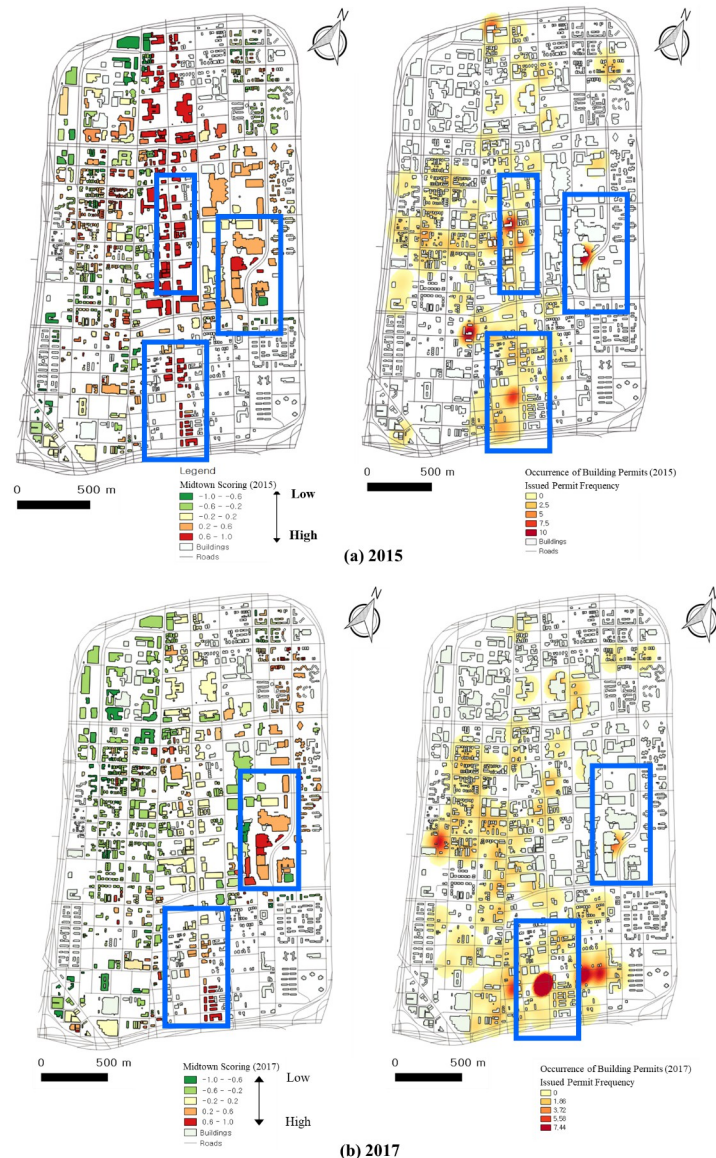 N
N
Legend
0 500 m
Midtown Scoring (2015)
-1.0 - -0.6
-0.6 - -0.2
-0.2 - 0.2
0.2 - 0.6
0.6 - 1.0
Buildings
Roads
Low
High
0 500 m
Occurrence of Building Permits (2015)
Issued Permit Frequency
0
2.5
5
7.5
10
Buildings
Roads
(a) 2015
N
N
0 500 m
Midtown Scoring (2017)
-1.0 - -0.6
-0.6 - -0.2
-0.2 - 0.2
0.2 - 0.6
0.6 - 1.0
Buildings
Roads
Low
High
0 500 m
Occurrence of Building Permits (2017)
Issued Permit Frequency
0
1.86
3.72
5.58
7.44
(b) 2017